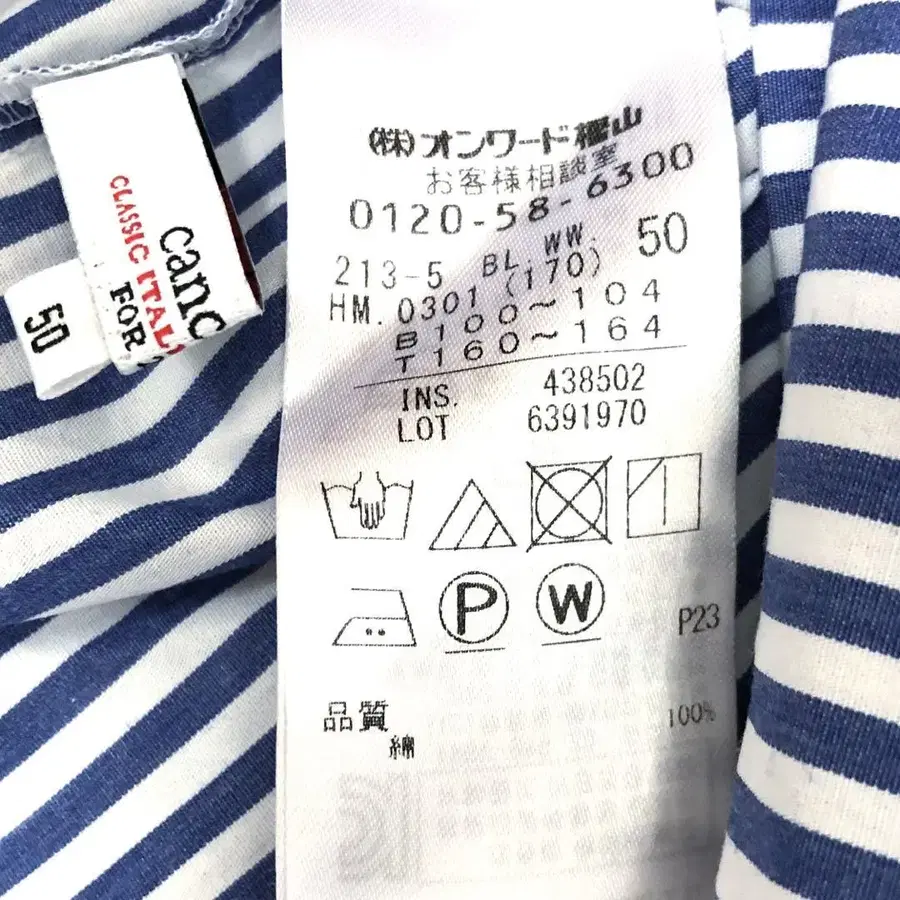 canc
CLASSIC ITAL
FOR
50
(株)オンワード樫山
お客様相談室
0120-58-6300
213-5 BL.WW. 50
HM.0301(170)
B100~104
T160~164
INS. 438502
LOT 6391970
P
W
P23
品質
綿 100%